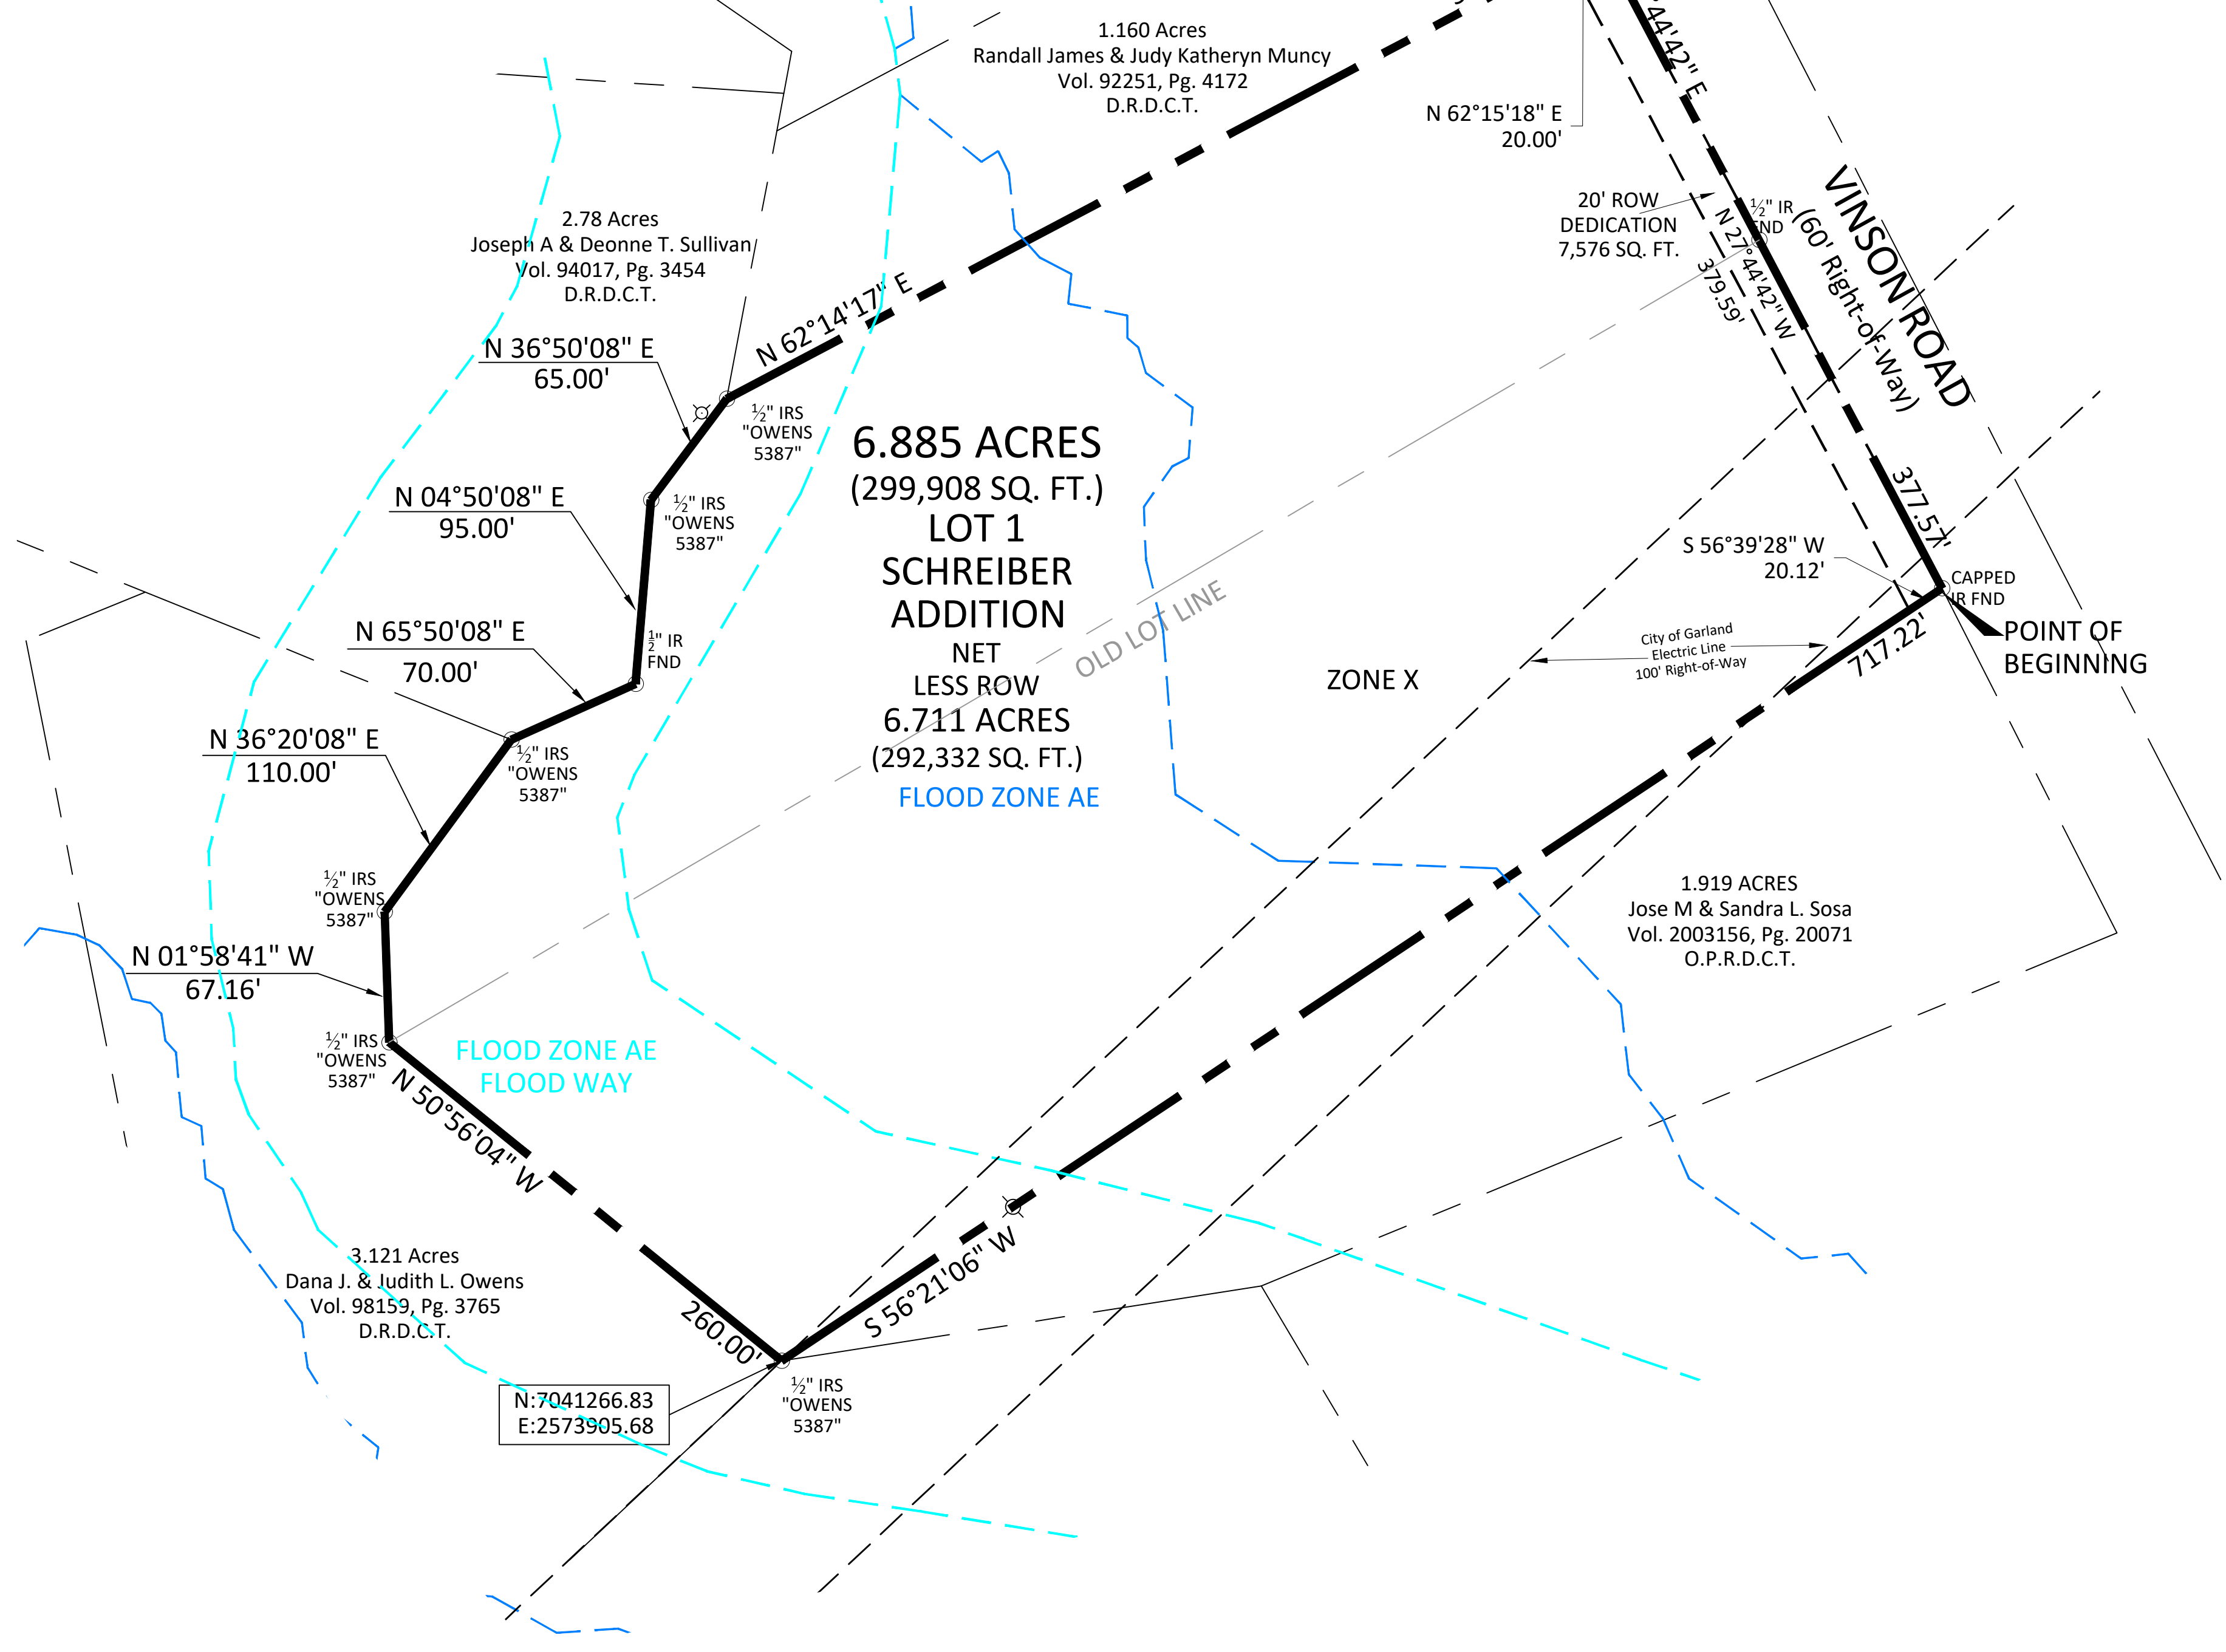 1.160 Acres
Randall James & Judy Katheryn Muncy
Vol. 92251, Pg. 4172
D.R.D.C.T.
°44'42" E
N 62°15'18" E
20.00'
20' ROW
DEDICATION
7,576 SQ. FT.
½" IR
FND
N 27°44'42" W
379.59'
VINSON ROAD
(60' Right-of-Way)
2.78 Acres
Joseph A & Deonne T. Sullivan
Vol. 94017, Pg. 3454
D.R.D.C.T.
N 62°14'17" E
N 36°50'08" E
65.00'
½" IRS
"OWENS
5387"
N 04°50'08" E
95.00'
½" IRS
"OWENS
5387"
6.885 ACRES
(299,908 SQ. FT.)
LOT 1
SCHREIBER
ADDITION
NET
LESS ROW
6.711 ACRES
(292,332 SQ. FT.)
FLOOD ZONE AE
OLD LOT LINE
ZONE X
377.57'
S 56°39'28" W
20.12'
CAPPED
IR FND
POINT OF
BEGINNING
City of Garland
Electric Line
100' Right-of-Way
717.22'
N 65°50'08" E
70.00'
½" IR
FND
N 36°20'08" E
110.00'
½" IRS
"OWENS
5387"
½" IRS
"OWENS
5387"
N 01°58'41" W
67.16'
½" IRS
"OWENS
5387"
1.919 ACRES
Jose M & Sandra L. Sosa
Vol. 2003156, Pg. 20071
O.P.R.D.C.T.
FLOOD ZONE AE
FLOOD WAY
N 50°56'04" W
260.00'
S 56°21'06" W
3.121 Acres
Dana J. & Judith L. Owens
Vol. 98159, Pg. 3765
D.R.D.C.T.
N:7041266.83
E:2573905.68
½" IRS
"OWENS
5387"